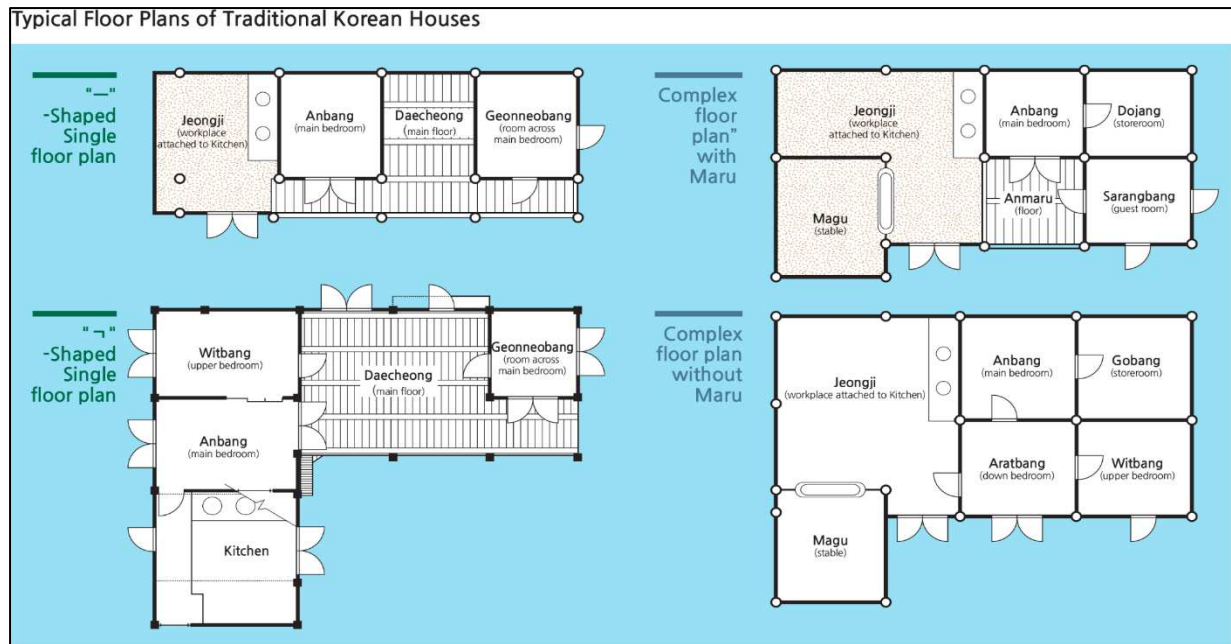 Typical Floor Plans of Traditional Korean Houses
"ㅡ"
-Shaped
Single
floor plan
Jeongji
(workplace
attached to Kitchen)
Anbang
(main bedroom)
Daecheong
(main floor)
Geonneobang
(room across
main bedroom)
Complex
floor
plan”
with
Maru
Jeongji
(workplace
attached to Kitchen)
Anbang
(main bedroom)
Dojang
(storeroom)
Magu
(stable)
Anmaru
(floor)
Sarangbang
(guest room)
"ㄱ"
-Shaped
Single
floor plan
Witbang
(upper bedroom)
Daecheong
(main floor)
Geonneobang
(room across
main bedroom)
Anbang
(main bedroom)
Kitchen
Complex
floor plan
without
Maru
Jeongji
(workplace attached to Kitchen)
Anbang
(main bedroom)
Gobang
(storeroom)
Aratbang
(down bedroom)
Witbang
(upper bedroom)
Magu
(stable)